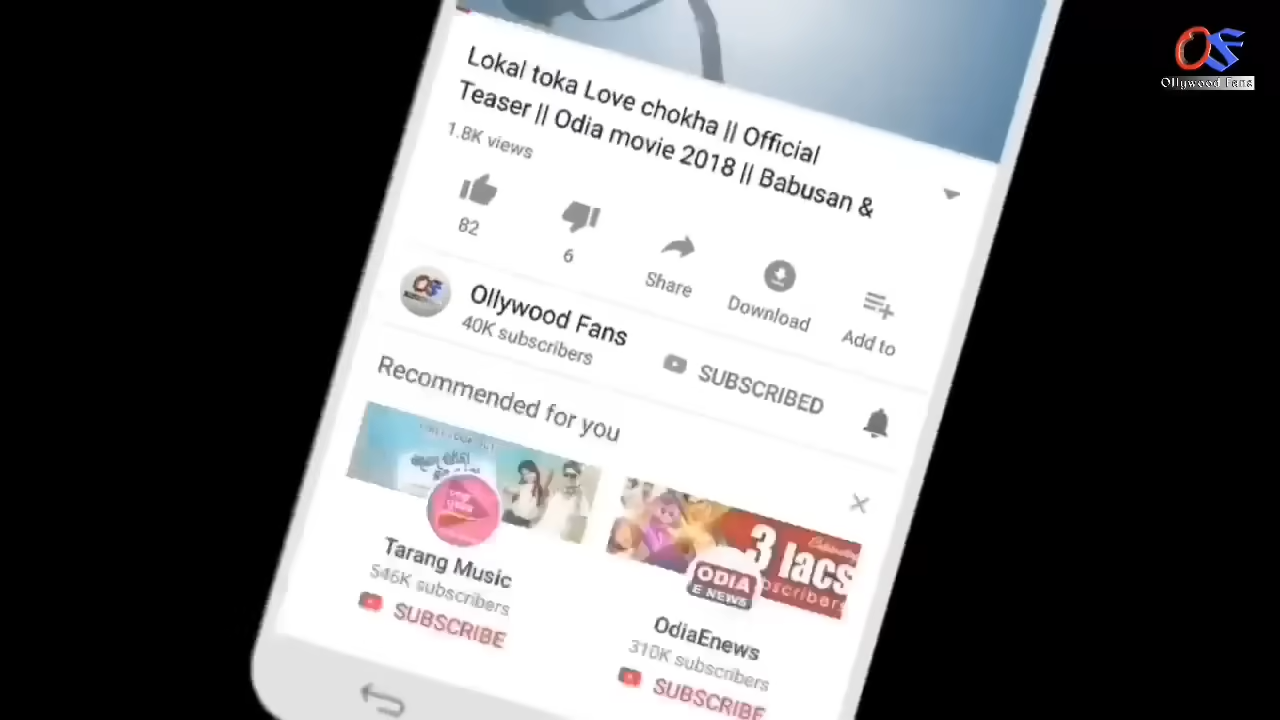 OF
Ollywood Fans
Lokal toka Love chokha || Official
Teaser || Odia movie 2018 || Babusan &
1.8K views
82
6
Share
Download
Add to
OF
Ollywood Fans
40K subscribers
SUBSCRIBED
Recommended for you
3 lacs
ODIA
E NEWS
Tarang Music
546K subscribers
SUBSCRIBE
OdiaEnews
310K subscribers
SUBSCRIBE